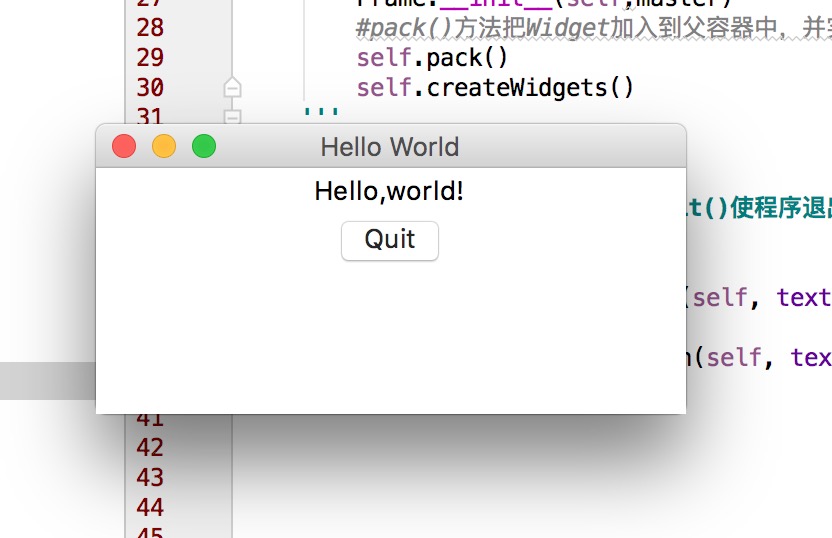 27 Frame.__init__(self,master)
28 #pack()方法把Widget加入到父容器中，并
29 self.pack()
30 self.createWidgets()
31 '''
Hello World
Hello,world!
()使程序退出
Quit
(self, text
(self, tex
41
42
43
44
45